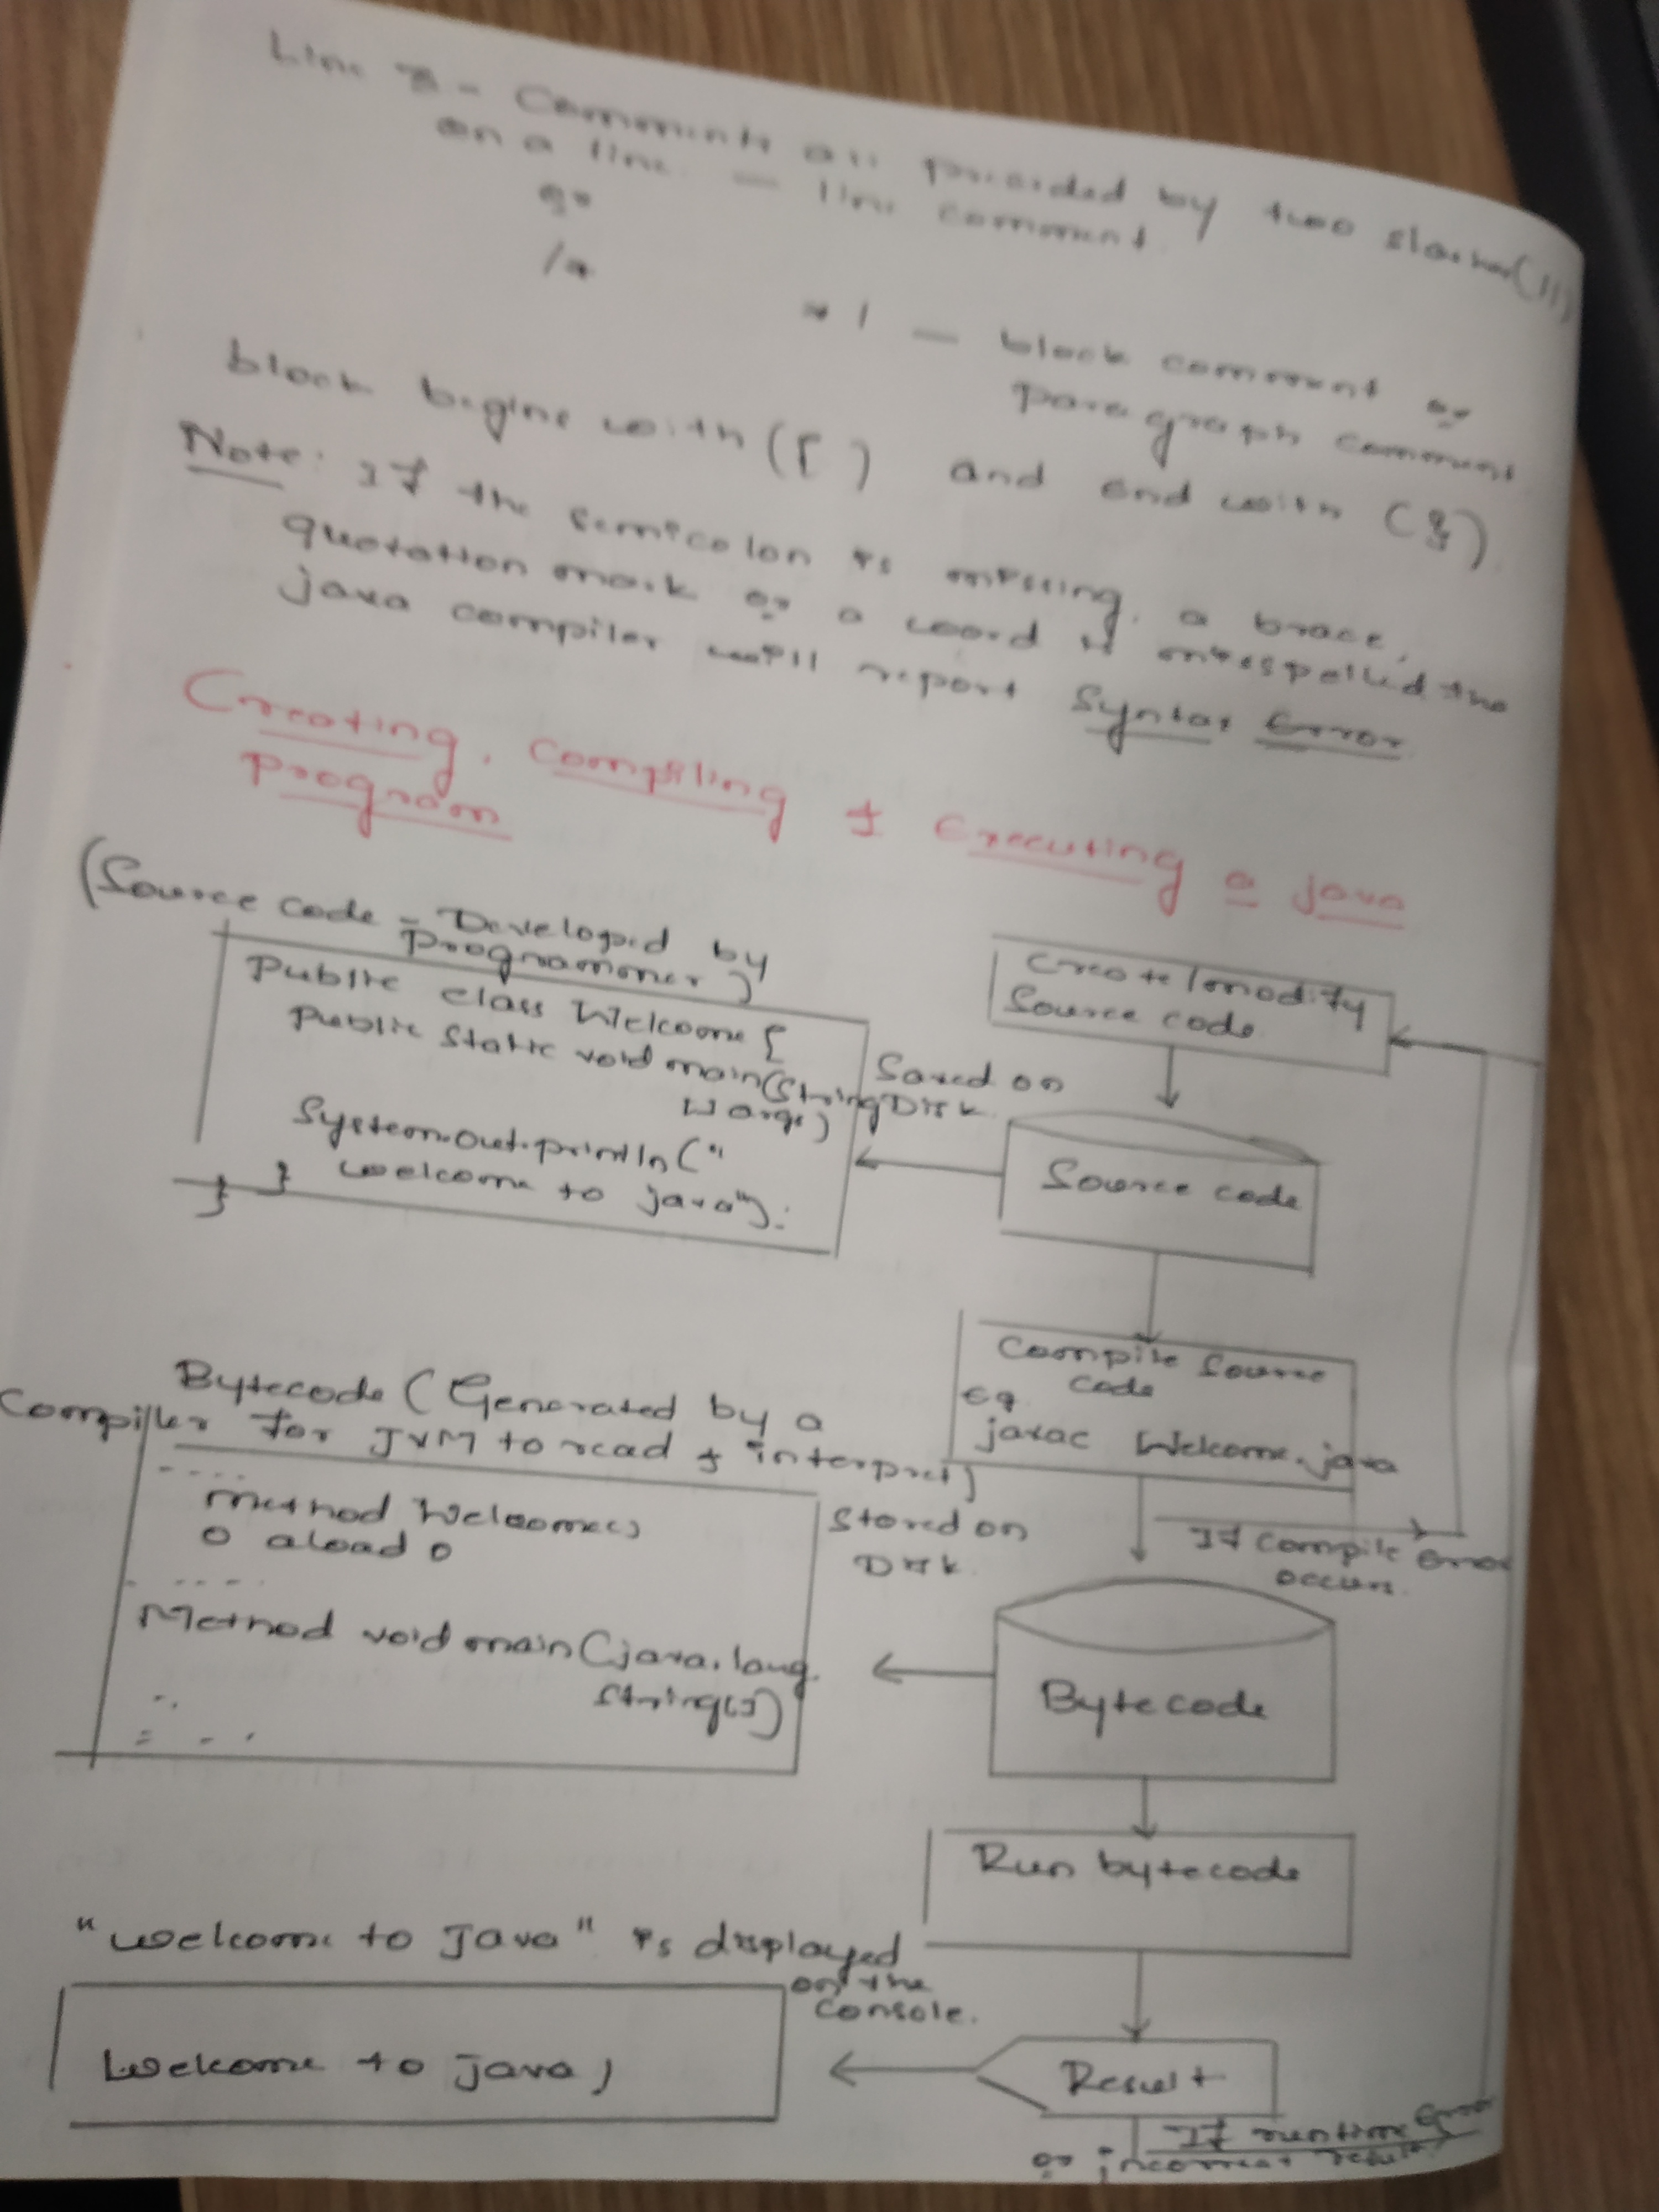 Line 3 - Comments are preceided by two slashes (//)
on a line. — line comment.
or
/*
*/ — block comment or
paragraph comment
block begins with ({) and end with (}).
Note: If the semicolon is missing, a brace,
quotation mark or a word is misspelled the
java compiler will report Syntax Error
Creating, Compiling & Executing a java
Program
(Source code - Developed by
Programmer)
Public class Welcome {
Public Static void main(String
[] args)
System.out.println("
welcome to java");
}
}
Saved on
Disk
Create/modify
Source code
Source code
Compile Source
code
Eg
javac Welcome.java
If compile error
occurs.
Bytecode (Generated by a
Compiler for JVM to read & interpret)
....
method Welcome()
0 aload 0
.....
Method void main(java.lang.
String[])
Stored on
Disk
Bytecode
Run bytecode
"welcome to Java" is displayed
on the
console.
Welcome to java)
Result
If runtime Error
or incorrect result